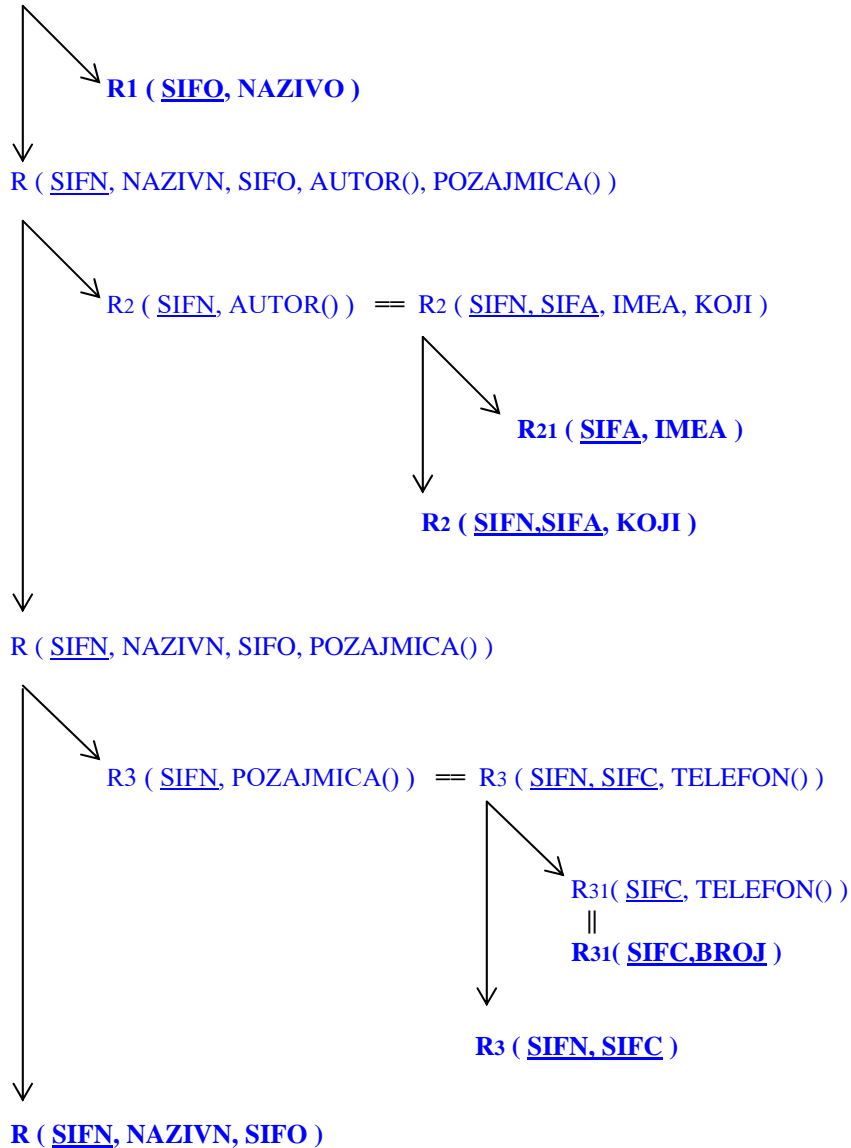 R1 ( SIFO, NAZIVO )
R ( SIFN, NAZIVN, SIFO, AUTOR(), POZAJMICA() )
R2 ( SIFN, AUTOR() ) == R2 ( SIFN, SIFA, IMEA, KOJI )
R21 ( SIFA, IMEA )
R2 ( SIFN,SIFA, KOJI )
R ( SIFN, NAZIVN, SIFO, POZAJMICA() )
R3 ( SIFN, POZAJMICA() ) == R3 ( SIFN, SIFC, TELEFON() )
R31( SIFC, TELEFON() )
||
R31( SIFC,BROJ )
R3 ( SIFN, SIFC )
R ( SIFN, NAZIVN, SIFO )